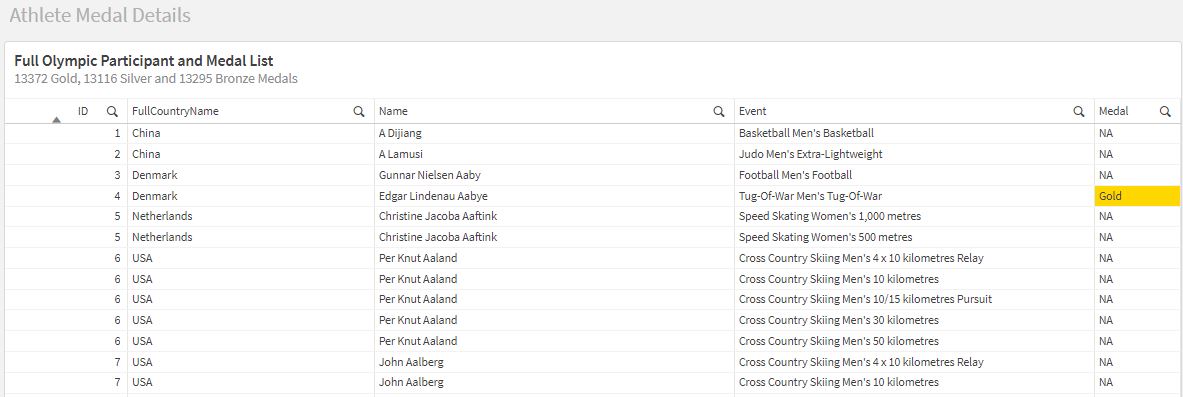 Athlete Medal Details
Full Olympic Participant and Medal List
13372 Gold, 13116 Silver and 13295 Bronze Medals
ID FullCountryName Name Event Medal
1 China A Dijiang Basketball Men's Basketball NA
2 China A Lamusi Judo Men's Extra-Lightweight NA
3 Denmark Gunnar Nielsen Aaby Football Men's Football NA
4 Denmark Edgar Lindenau Aabye Tug-Of-War Men's Tug-Of-War Gold
5 Netherlands Christine Jacoba Aaftink Speed Skating Women's 1,000 metres NA
5 Netherlands Christine Jacoba Aaftink Speed Skating Women's 500 metres NA
6 USA Per Knut Aaland Cross Country Skiing Men's 4 x 10 kilometres Relay NA
6 USA Per Knut Aaland Cross Country Skiing Men's 10 kilometres NA
6 USA Per Knut Aaland Cross Country Skiing Men's 10/15 kilometres Pursuit NA
6 USA Per Knut Aaland Cross Country Skiing Men's 30 kilometres NA
6 USA Per Knut Aaland Cross Country Skiing Men's 50 kilometres NA
7 USA John Aalberg Cross Country Skiing Men's 4 x 10 kilometres Relay NA
7 USA John Aalberg Cross Country Skiing Men's 10 kilometres NA